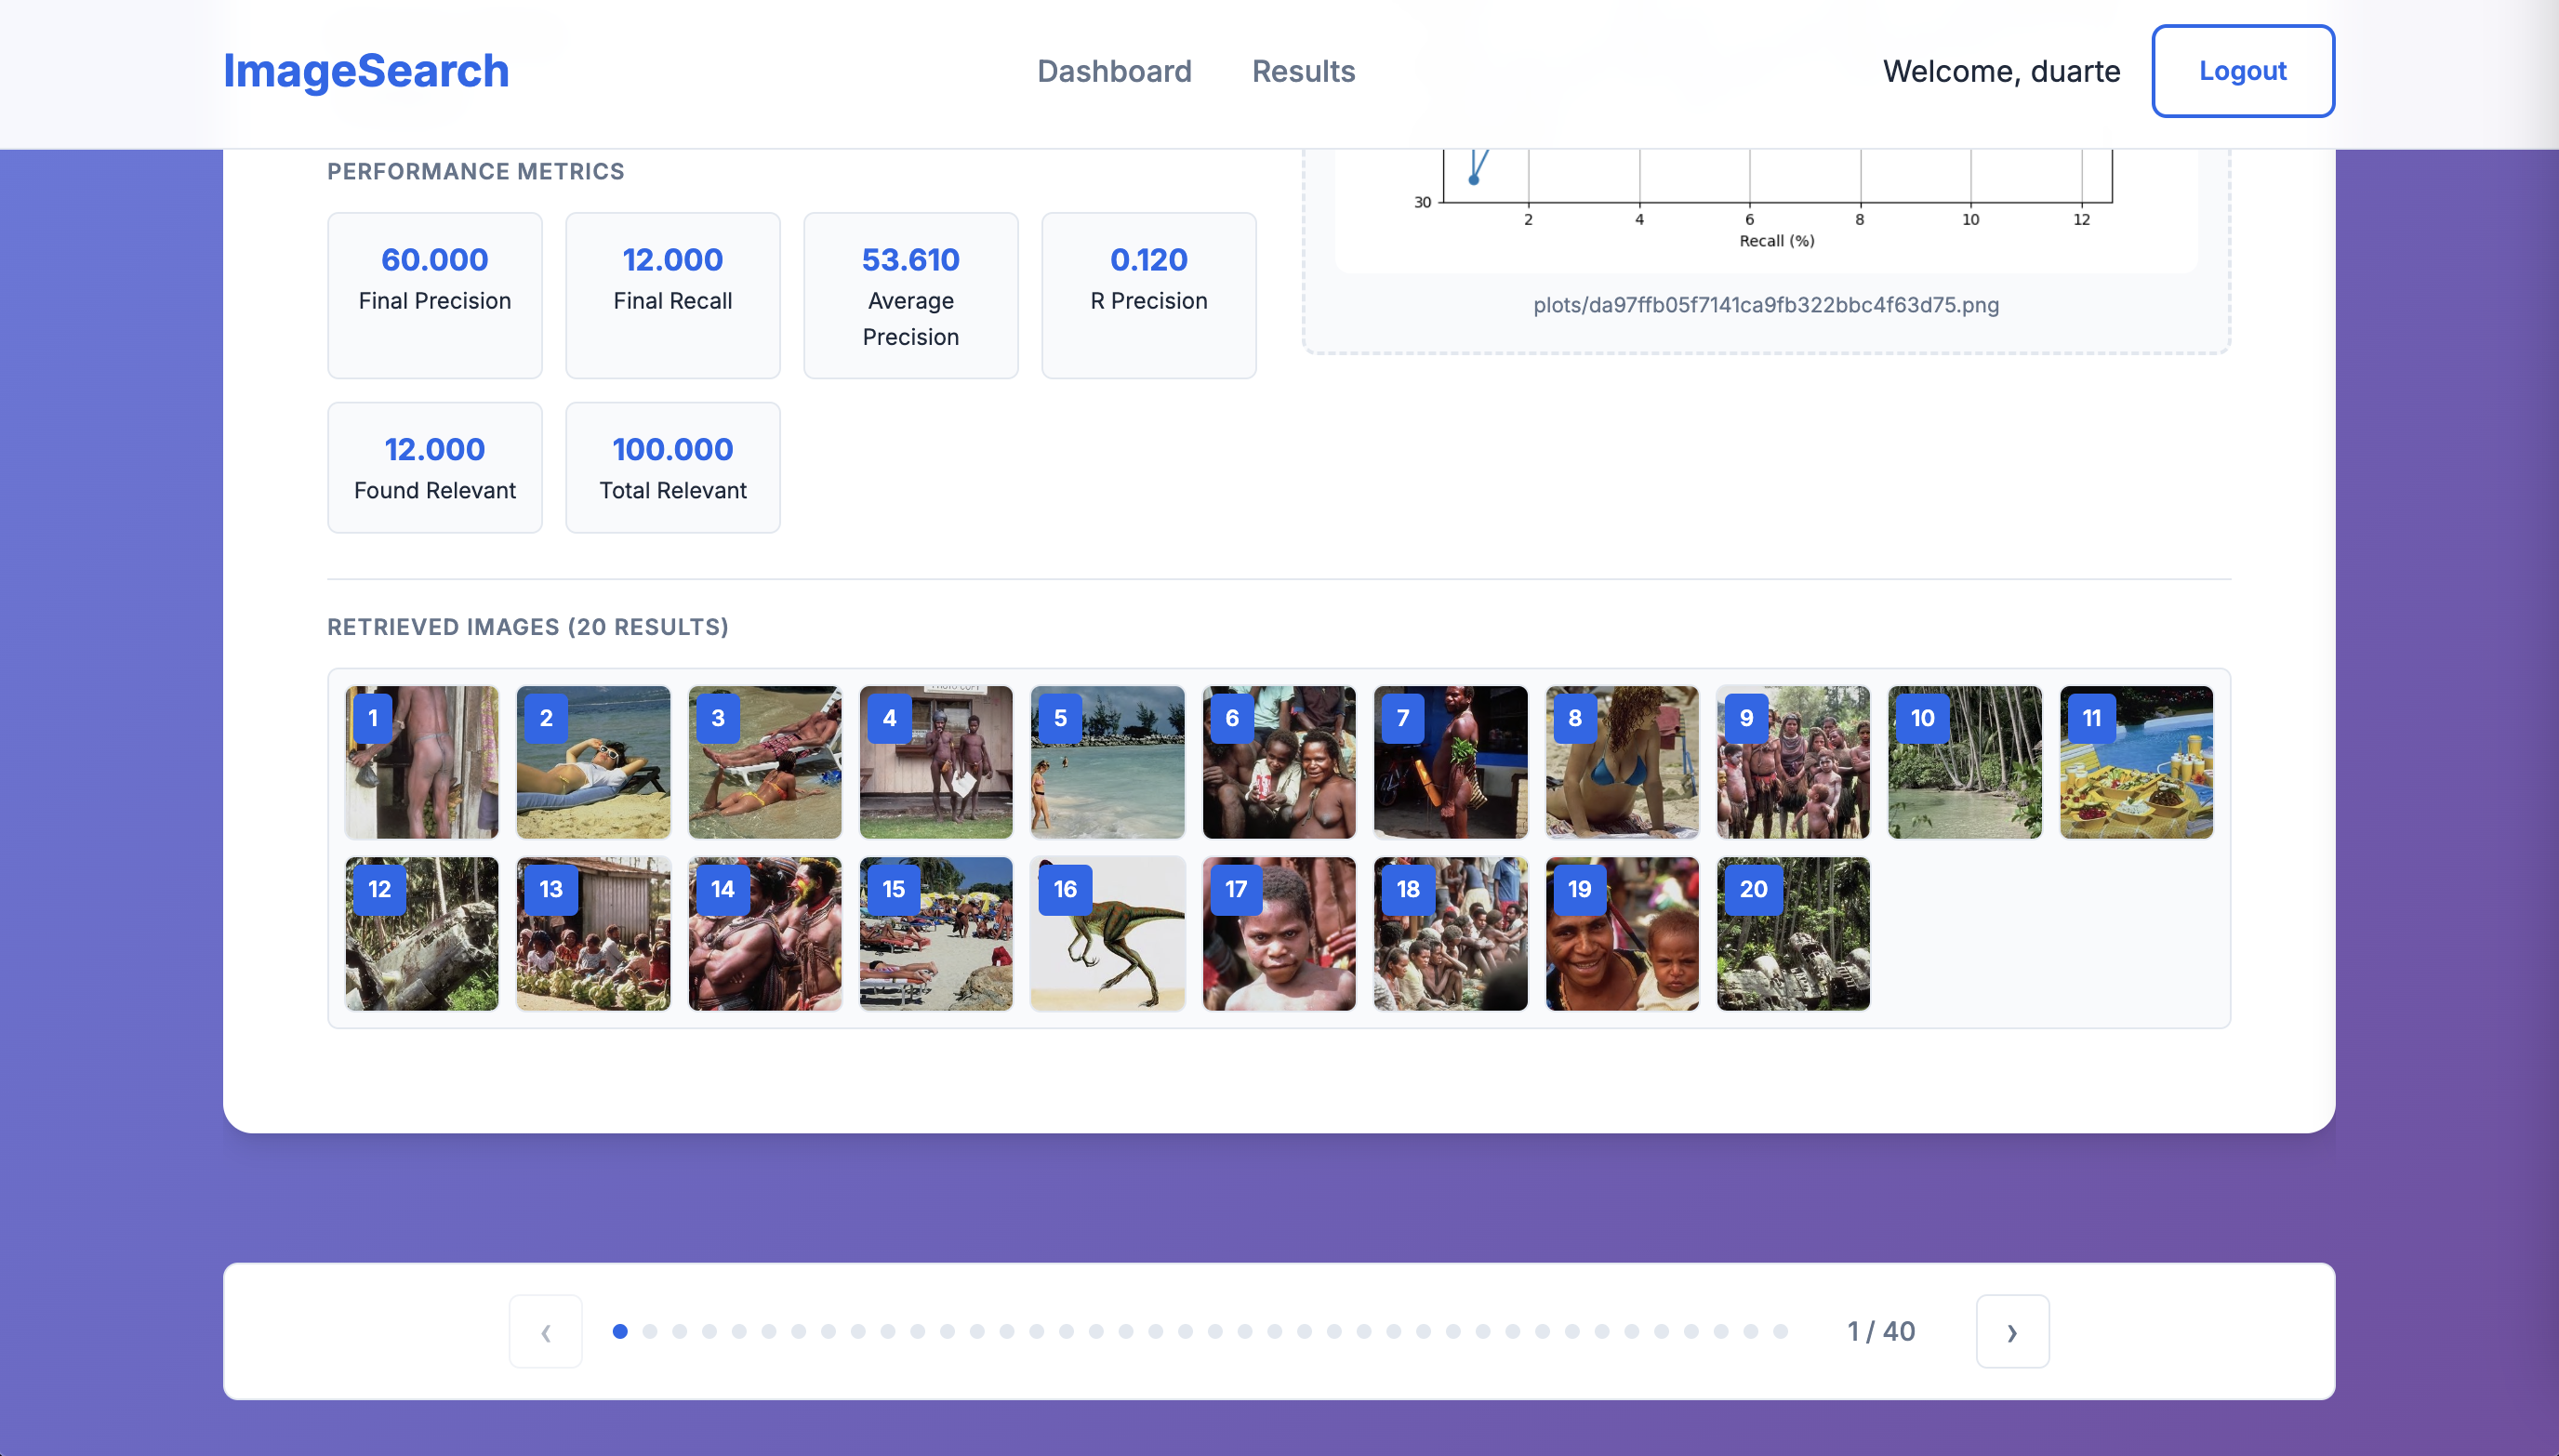 ImageSearch
Dashboard
Results
Welcome, duarte
Logout
PERFORMANCE METRICS
60.000
Final Precision
12.000
Final Recall
53.610
Average
Precision
0.120
R Precision
12.000
Found Relevant
100.000
Total Relevant
30
2 4 6 8 10 12
Recall (%)
plots/da97ffb05f7141ca9fb322bbc4f63d75.png
RETRIEVED IMAGES (20 RESULTS)
1 2 3 4 5 6 7 8 9 10 11
12 13 14 15 16 17 18 19 20
‹
1 / 40
›